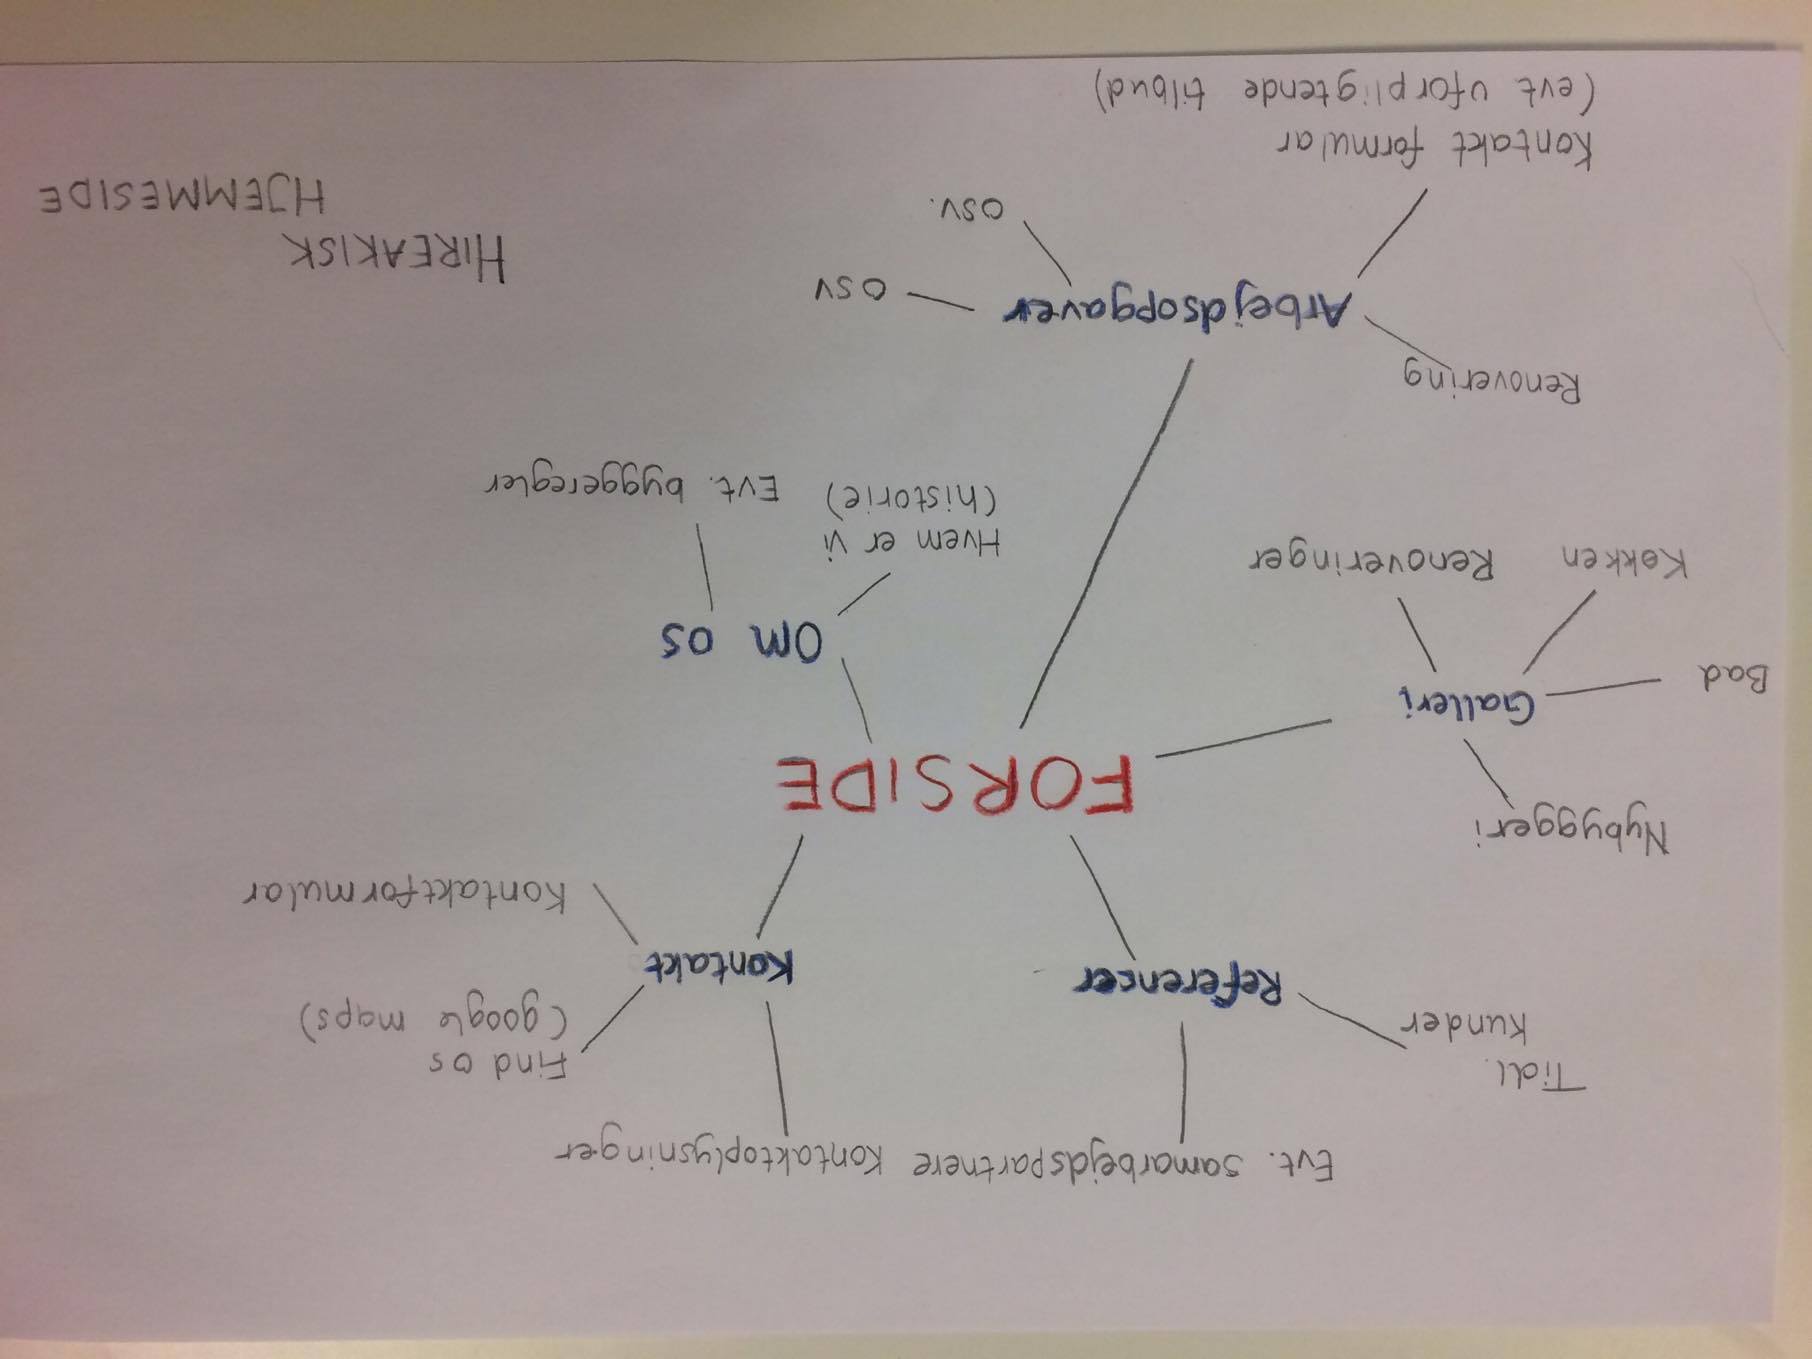 Evt. samarbejdspartnere
Kontaktoplysninger
Tidl.
kunder
Find os
(google maps)
Referencer
Kontakt
Kontaktformular
Nybyggeri
FORSIDE
Galleri
Bad
Om os
Køkken
Renoveringer
Hvem er vi
(historie)
Evt. byggeregler
Renovering
Arbejdsopgaver
osv
osv.
HIREAKISK
HJEMMESIDE
Kontakt formular
(evt uforpligtende tilbud)